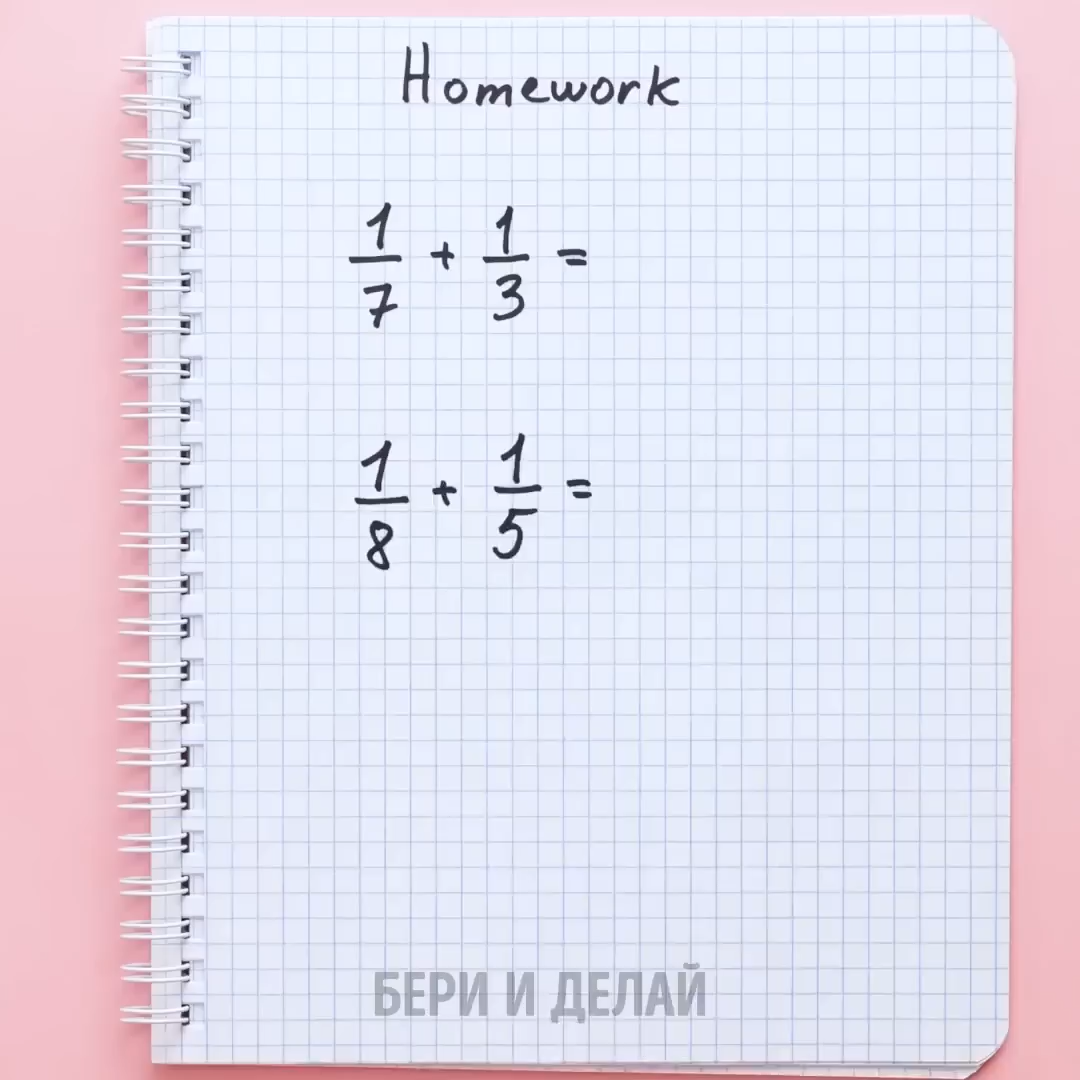 Homework
1/7 + 1/3 =
1/8 + 1/5 =
БЕРИ И ДЕЛАЙ